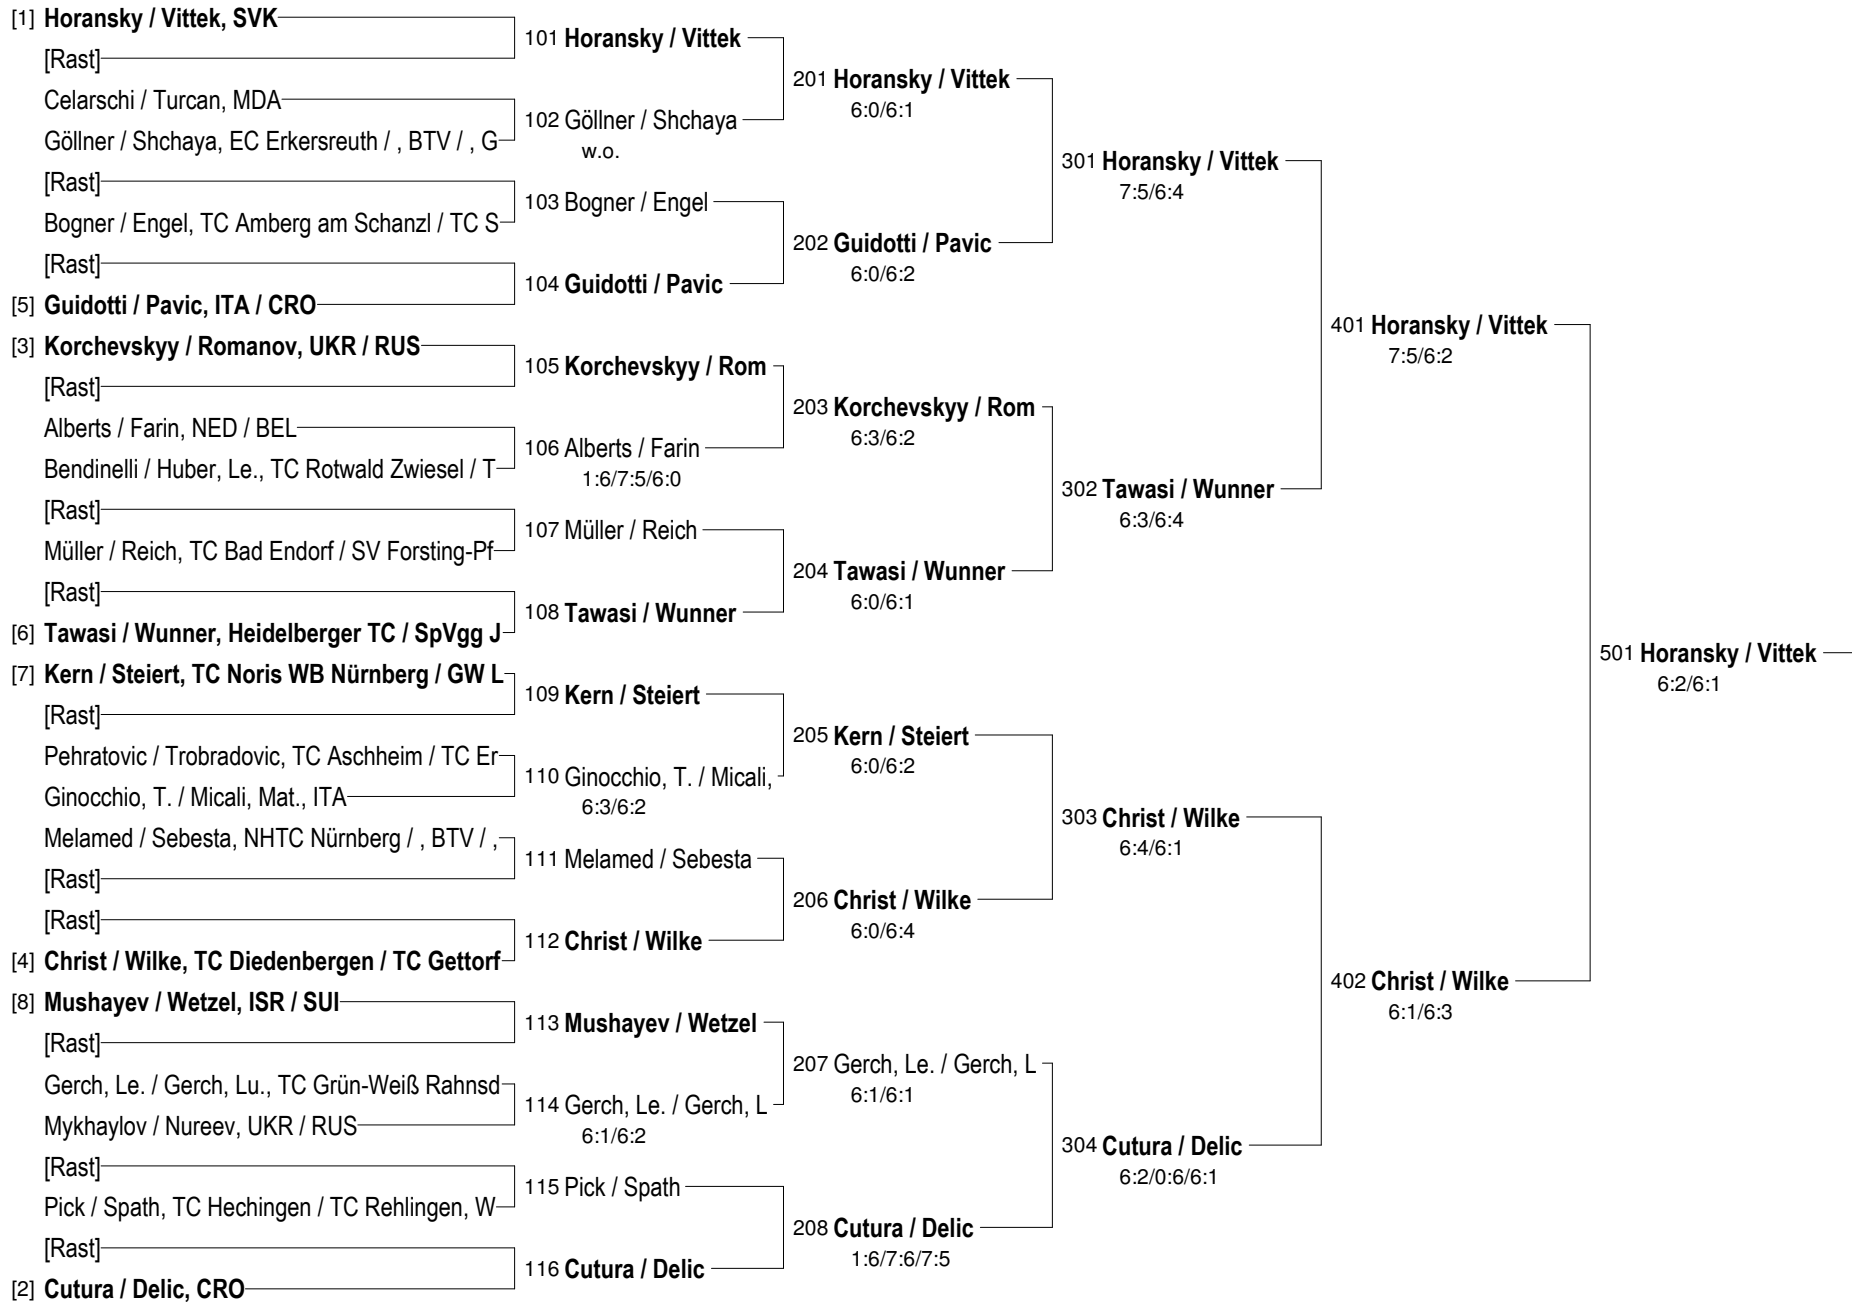 [1] Horansky / Vittek, SVK
[Rast]
Celarschi / Turcan, MDA
Göllner / Shchaya, EC Erkersreuth / , BTV / , G
[Rast]
Bogner / Engel, TC Amberg am Schanzl / TC S
[Rast]
[5] Guidotti / Pavic, ITA / CRO
[3] Korchevskyy / Romanov, UKR / RUS
[Rast]
Alberts / Farin, NED / BEL
Bendinelli / Huber, Le., TC Rotwald Zwiesel / T
[Rast]
Müller / Reich, TC Bad Endorf / SV Forsting-Pf
[Rast]
[6] Tawasi / Wunner, Heidelberger TC / SpVgg J
[7] Kern / Steiert, TC Noris WB Nürnberg / GW L
[Rast]
Pehratovic / Trobradovic, TC Aschheim / TC Er
Ginocchio, T. / Micali, Mat., ITA
Melamed / Sebesta, NHTC Nürnberg / , BTV / ,
[Rast]
[Rast]
[4] Christ / Wilke, TC Diedenbergen / TC Gettorf
[8] Mushayev / Wetzel, ISR / SUI
[Rast]
Gerch, Le. / Gerch, Lu., TC Grün-Weiß Rahnsd
Mykhaylov / Nureev, UKR / RUS
[Rast]
Pick / Spath, TC Hechingen / TC Rehlingen, W
[Rast]
[2] Cutura / Delic, CRO
101 Horansky / Vittek
102 Göllner / Shchaya
w.o.
103 Bogner / Engel
104 Guidotti / Pavic
105 Korchevskyy / Rom
106 Alberts / Farin
1:6/7:5/6:0
107 Müller / Reich
108 Tawasi / Wunner
109 Kern / Steiert
110 Ginocchio, T. / Micali,
6:3/6:2
111 Melamed / Sebesta
112 Christ / Wilke
113 Mushayev / Wetzel
114 Gerch, Le. / Gerch, L
6:1/6:2
115 Pick / Spath
116 Cutura / Delic
201 Horansky / Vittek
6:0/6:1
202 Guidotti / Pavic
6:0/6:2
203 Korchevskyy / Rom
6:3/6:2
204 Tawasi / Wunner
6:0/6:1
205 Kern / Steiert
6:0/6:2
206 Christ / Wilke
6:0/6:4
207 Gerch, Le. / Gerch, L
6:1/6:1
208 Cutura / Delic
1:6/7:6/7:5
301 Horansky / Vittek
7:5/6:4
302 Tawasi / Wunner
6:3/6:4
303 Christ / Wilke
6:4/6:1
304 Cutura / Delic
6:2/0:6/6:1
401 Horansky / Vittek
7:5/6:2
402 Christ / Wilke
6:1/6:3
501 Horansky / Vittek
6:2/6:1